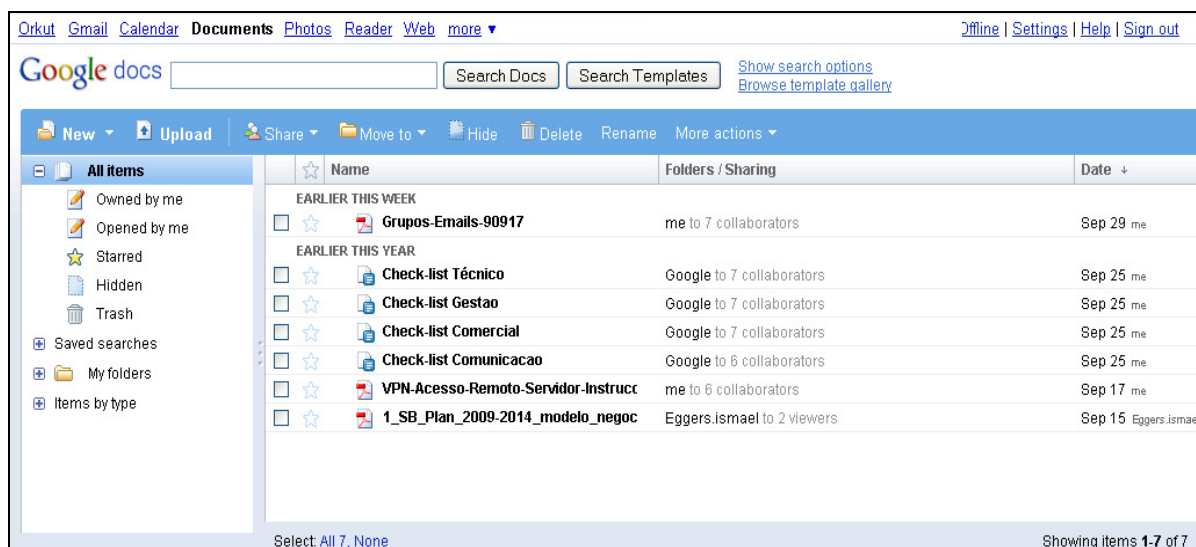 Orkut Gmail Calendar Documents Photos Reader Web more ▼ Offline | Settings | Help | Sign out
Google docs Search Docs Search Templates Show search options
Browse template gallery
New Upload Share Move to Hide Delete Rename More actions
All items Name Folders / Sharing Date
Owned by me EARLIER THIS WEEK
Grupos-Emails-90917 me to 7 collaborators Sep 29 me
Opened by me
EARLIER THIS YEAR
Starred Check-list Técnico Google to 7 collaborators Sep 25 me
Hidden Check-list Gestao Google to 7 collaborators Sep 25 me
Trash Check-list Comercial Google to 7 collaborators Sep 25 me
Saved searches Check-list Comunicacao Google to 6 collaborators Sep 25 me
My folders VPN-Acesso-Remoto-Servidor-Instrucc me to 6 collaborators Sep 17 me
Items by type 1_SB_Plan_2009-2014_modelo_negoc Eggers.ismael to 2 viewers Sep 15 Eggers.ismae
Select: All 7, None Showing items 1-7 of 7